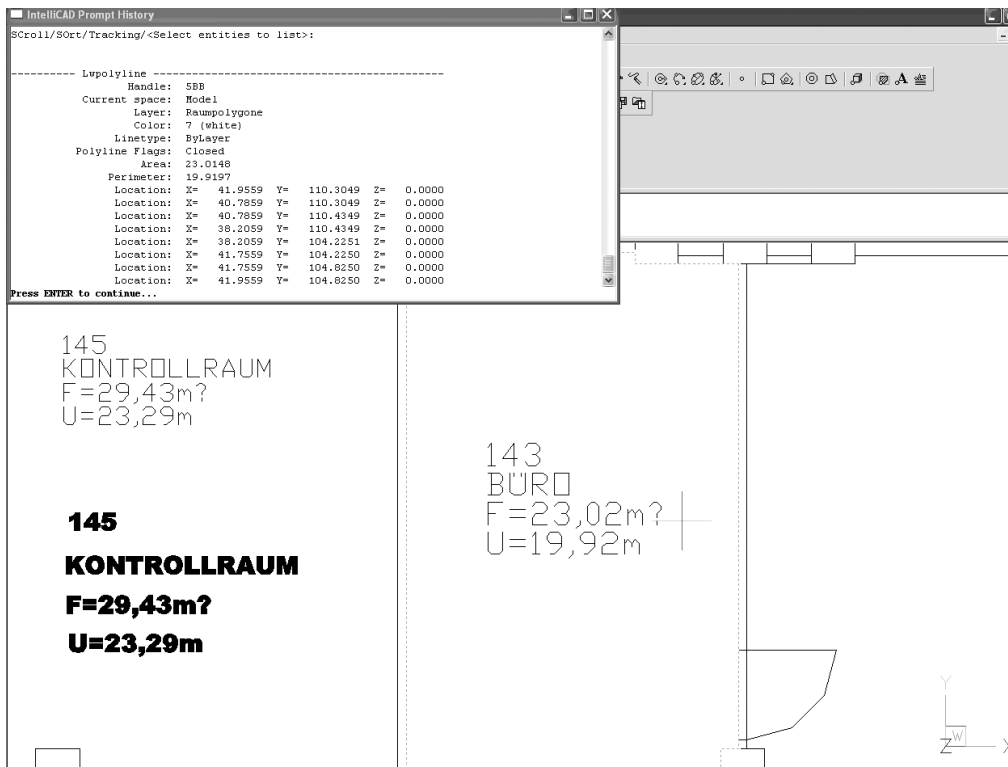 IntelliCAD Prompt History
SCroll/SOrt/Tracking/<Select entities to list>:
---------- Lwpolyline ---------------------------------------------
Handle: 5BB
Current space: Model
Layer: Raumpolygone
Color: 7 (white)
Linetype: ByLayer
Polyline Flags: Closed
Area: 23.0148
Perimeter: 19.9197
Location: X= 41.9559 Y= 110.3049 Z= 0.0000
Location: X= 40.7859 Y= 110.3049 Z= 0.0000
Location: X= 40.7859 Y= 110.4349 Z= 0.0000
Location: X= 38.2059 Y= 110.4349 Z= 0.0000
Location: X= 38.2059 Y= 104.2251 Z= 0.0000
Location: X= 41.7559 Y= 104.2250 Z= 0.0000
Location: X= 41.7559 Y= 104.8250 Z= 0.0000
Location: X= 41.9559 Y= 104.8250 Z= 0.0000
Press ENTER to continue...
A
145
KONTROLLRAUM
F=29,43m?
U=23,29m
143
BÜRO
F=23,02m?
U=19,92m
145
KONTROLLRAUM
F=29,43m?
U=23,29m
Y
W
Z
X